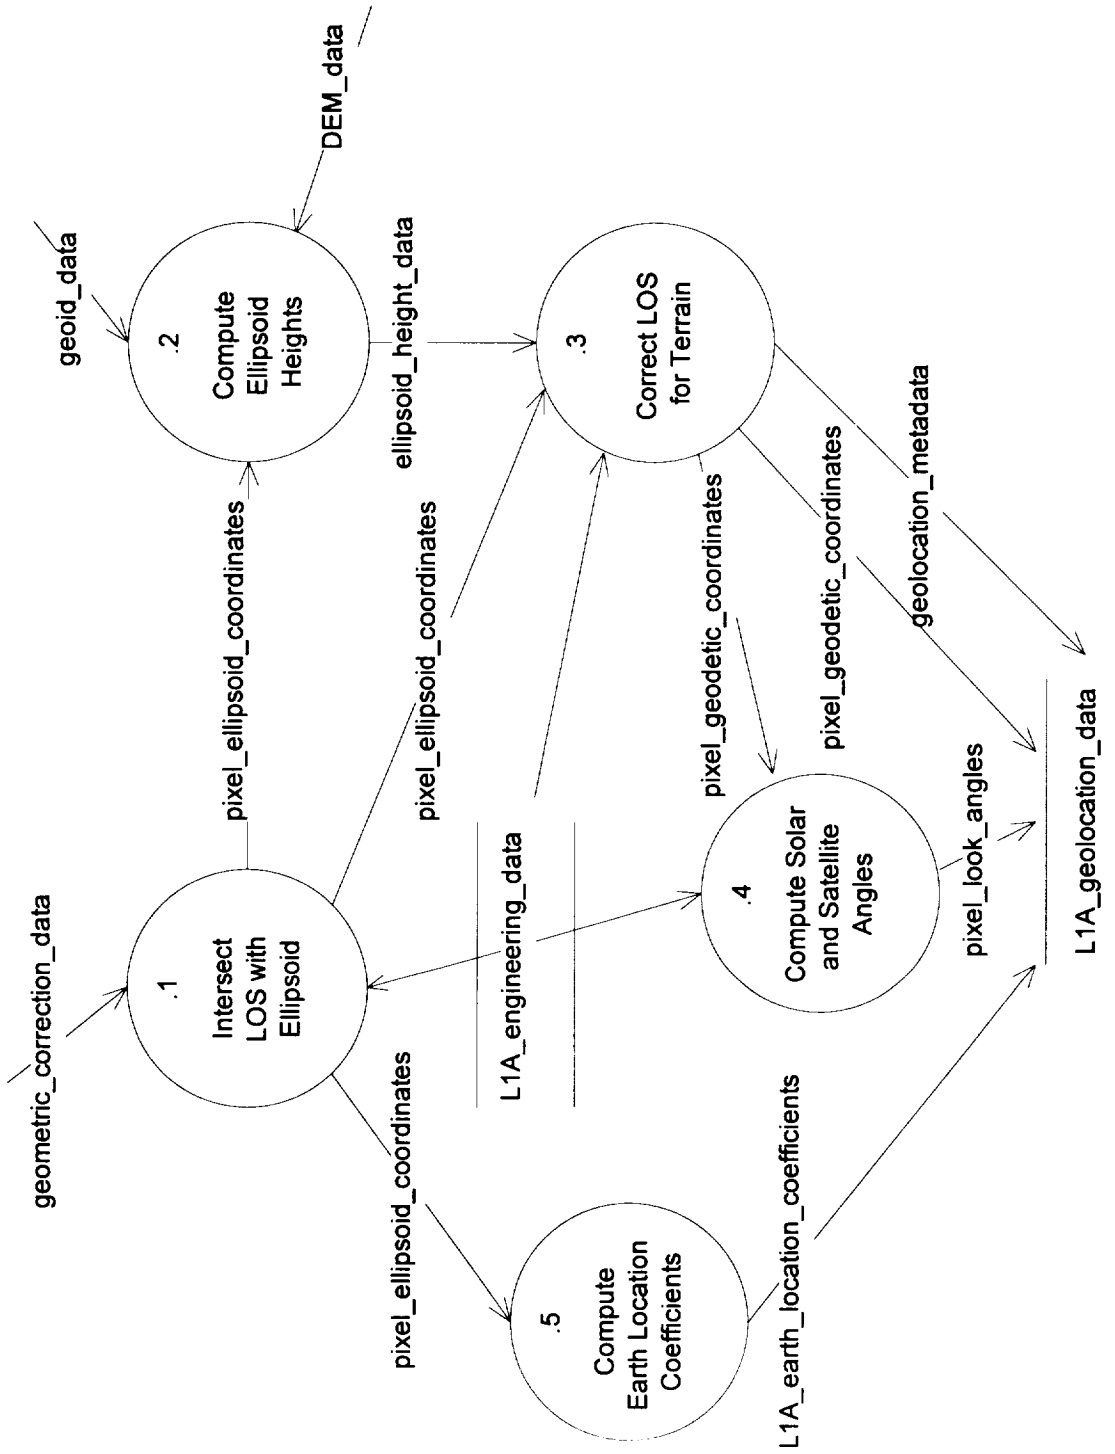 geometric_correction_data
.1
Intersect
LOS with
Ellipsoid
geoid_data
.2
Compute
Ellipsoid
Heights
DEM_data
pixel_ellipsoid_coordinates
pixel_ellipsoid_coordinates
pixel_ellipsoid_coordinates
ellipsoid_height_data
L1A_engineering_data
.3
Correct LOS
for Terrain
.5
Compute
Earth Location
Coefficients
.4
Compute Solar
and Satellite
Angles
pixel_geodetic_coordinates
pixel_geodetic_coordinates
geolocation_metadata
L1A_earth_location_coefficients
pixel_look_angles
L1A_geolocation_data